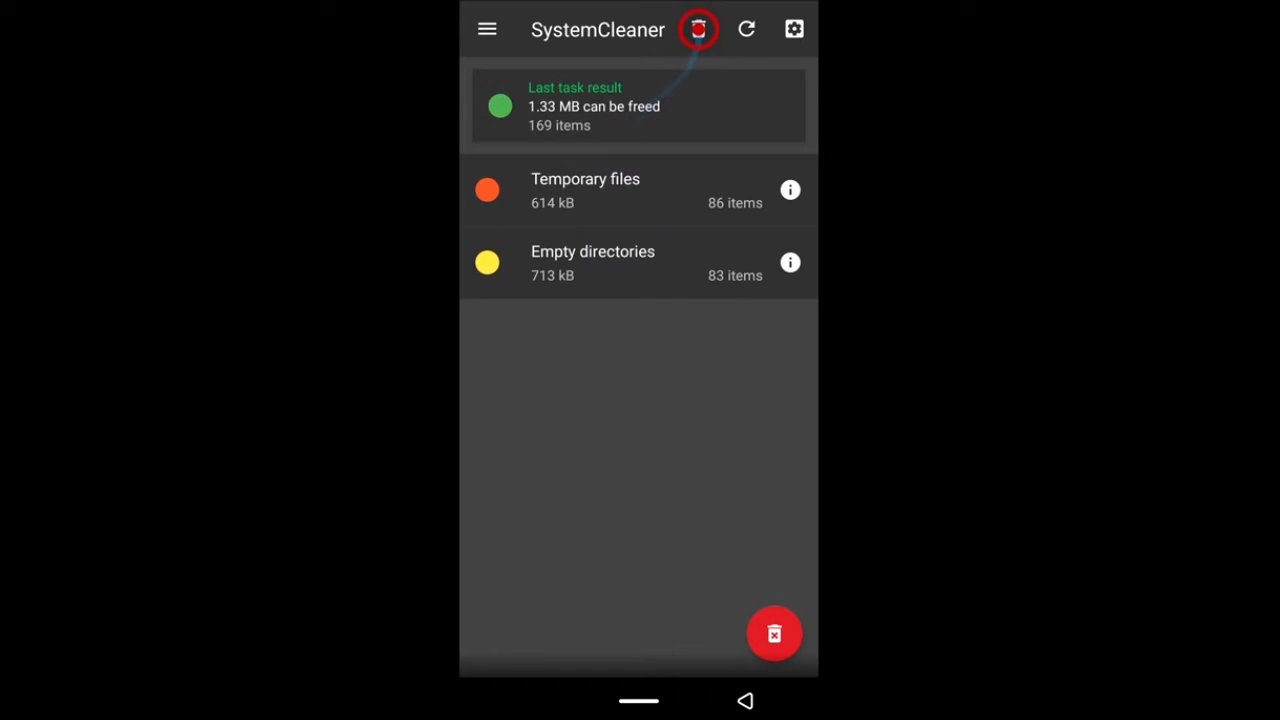 SystemCleaner
Last task result
1.33 MB can be freed
169 items
Temporary files
614 kB 86 items
Empty directories
713 kB 83 items